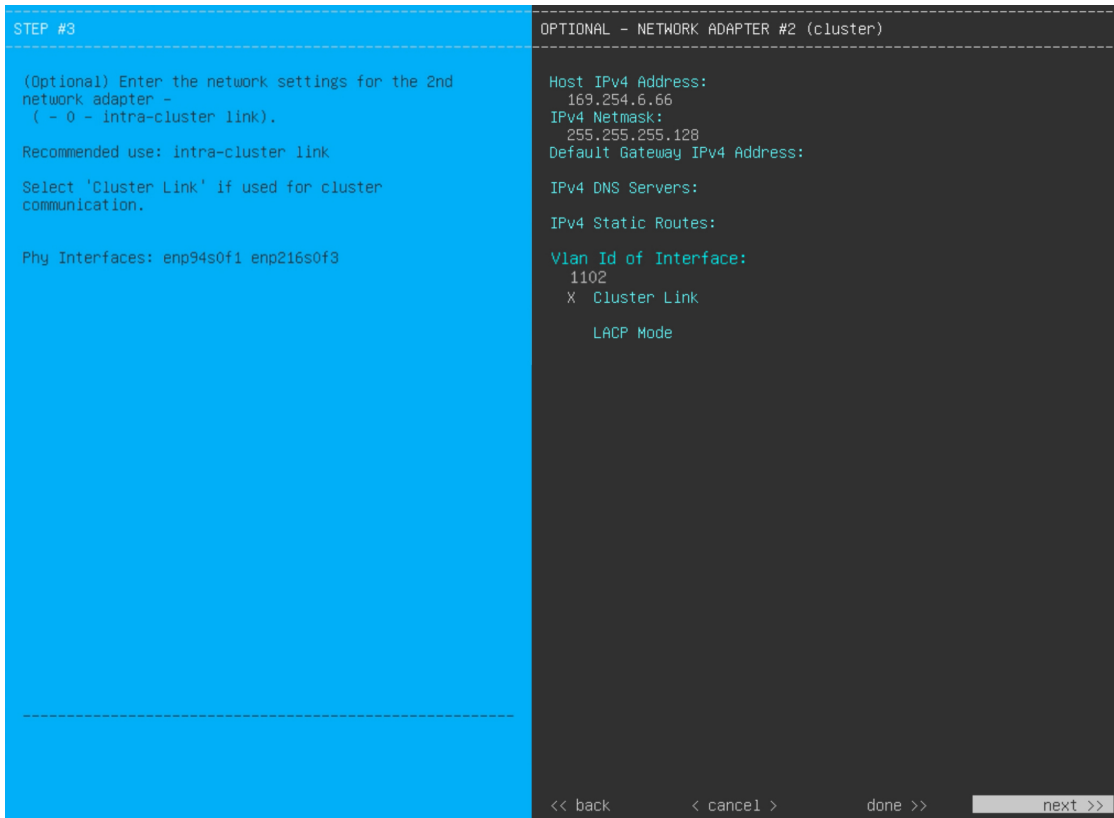 STEP #3
(Optional) Enter the network settings for the 2nd
network adapter -
( - 0 - intra-cluster link).
Recommended use: intra-cluster link
Select 'Cluster Link' if used for cluster
communication.
Phy Interfaces: enp94s0f1 enp216s0f3
OPTIONAL - NETWORK ADAPTER #2 (cluster)
Host IPv4 Address:
169.254.6.66
IPv4 Netmask:
255.255.255.128
Default Gateway IPv4 Address:
IPv4 DNS Servers:
IPv4 Static Routes:
Vlan Id of Interface:
1102
X Cluster Link
LACP Mode
<< back < cancel > done >> next >>